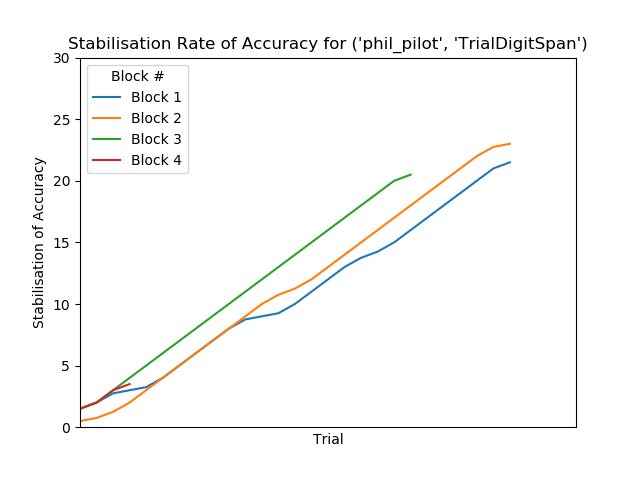 Stabilisation Rate of Accuracy for ('phil_pilot', 'TrialDigitSpan')
30
25
20
15
10
5
0
Stabilisation of Accuracy
Block #
Block 1
Block 2
Block 3
Block 4
Trial